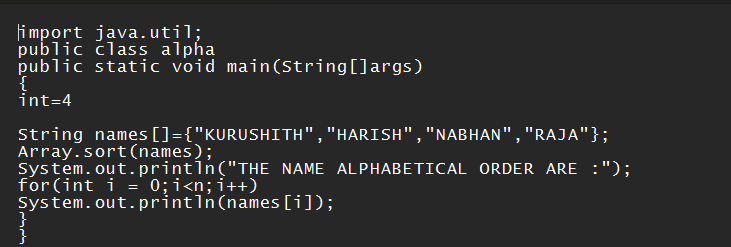 import java.util;
public class alpha
public static void main(String[]args)
{
int=4
String names[]={"KURUSHITH","HARISH","NABHAN","RAJA"};
Array.sort(names);
System.out.println("THE NAME ALPHABETICAL ORDER ARE :");
for(int i = 0;i<n;i++)
System.out.println(names[i]);
}
}